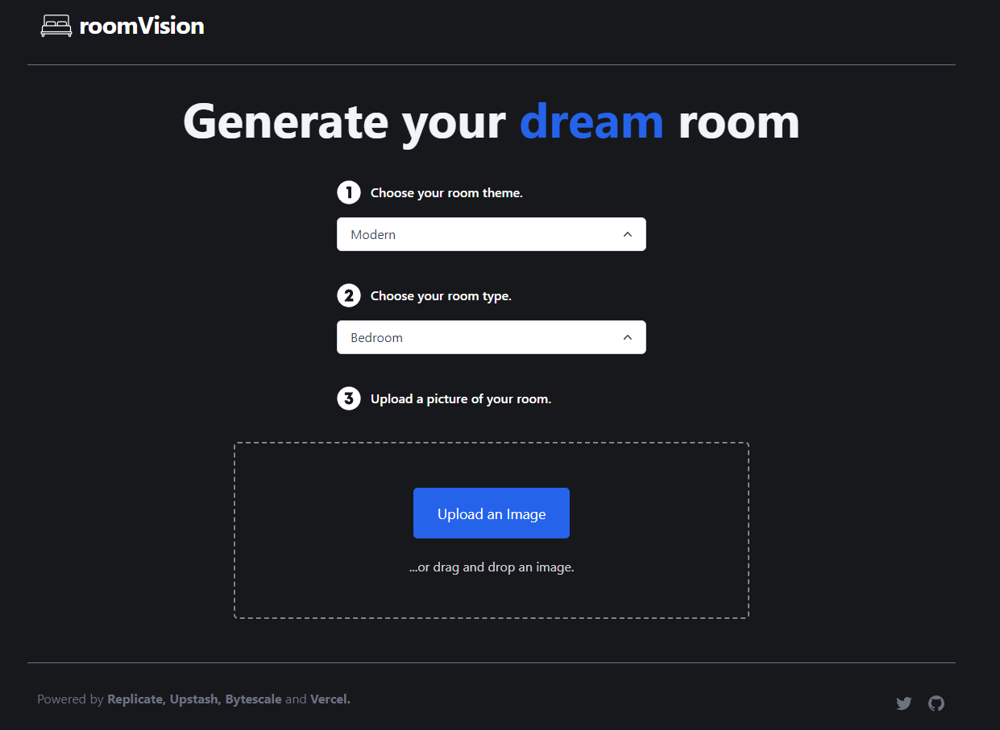 roomVision
Generate your dream room
1 Choose your room theme.
Modern
2 Choose your room type.
Bedroom
3 Upload a picture of your room.
Upload an Image
...or drag and drop an image.
Powered by Replicate, Upstash, Bytescale and Vercel.